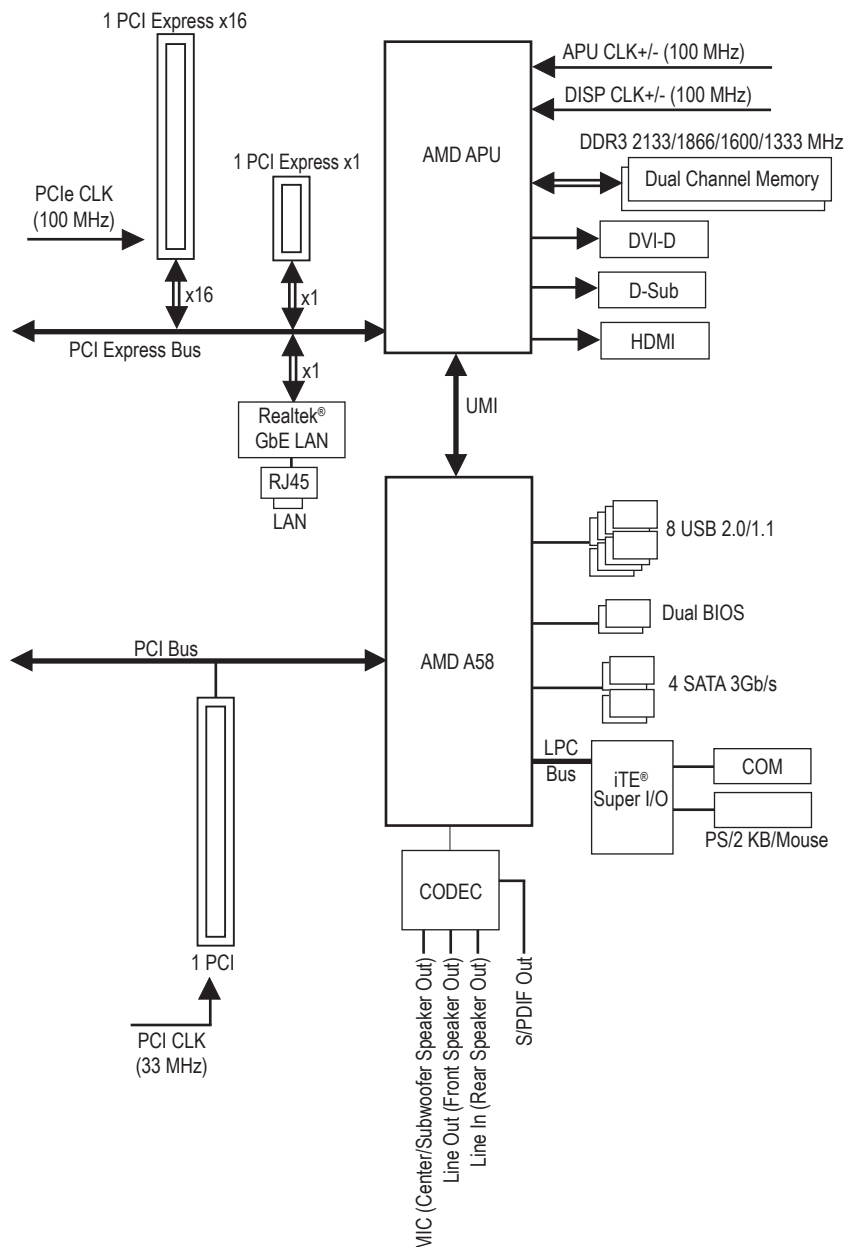 1 PCI Express x16
PCIe CLK
(100 MHz)
1 PCI Express x1
x16
x1
PCI Express Bus
x1
Realtek®
GbE LAN
RJ45
LAN
AMD APU
APU CLK+/- (100 MHz)
DISP CLK+/- (100 MHz)
DDR3 2133/1866/1600/1333 MHz
Dual Channel Memory
DVI-D
D-Sub
HDMI
UMI
AMD A58
8 USB 2.0/1.1
Dual BIOS
4 SATA 3Gb/s
LPC
Bus
iTE®
Super I/O
COM
PS/2 KB/Mouse
PCI Bus
1 PCI
PCI CLK
(33 MHz)
CODEC
MIC (Center/Subwoofer Speaker Out)
Line Out (Front Speaker Out)
Line In (Rear Speaker Out)
S/PDIF Out